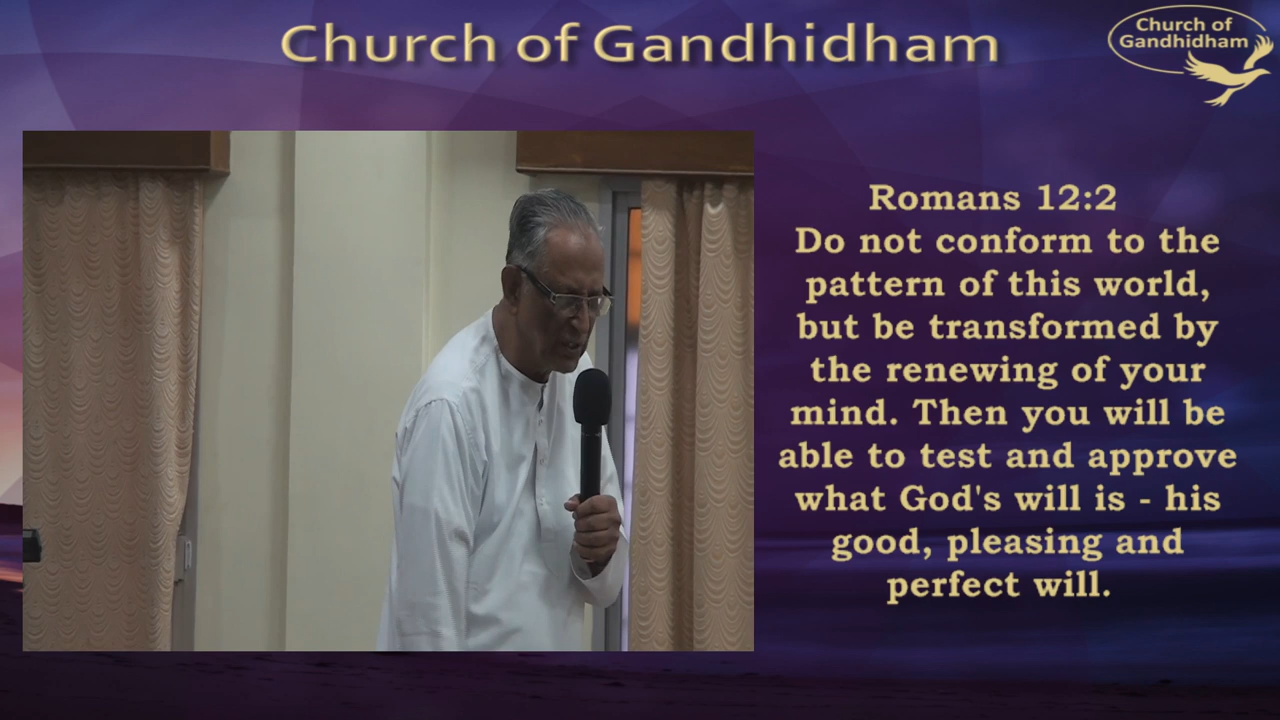 Church of Gandhidham
Church of
Gandhidham
Romans 12:2
Do not conform to the
pattern of this world,
but be transformed by
the renewing of your
mind. Then you will be
able to test and approve
what God's will is - his
good, pleasing and
perfect will.